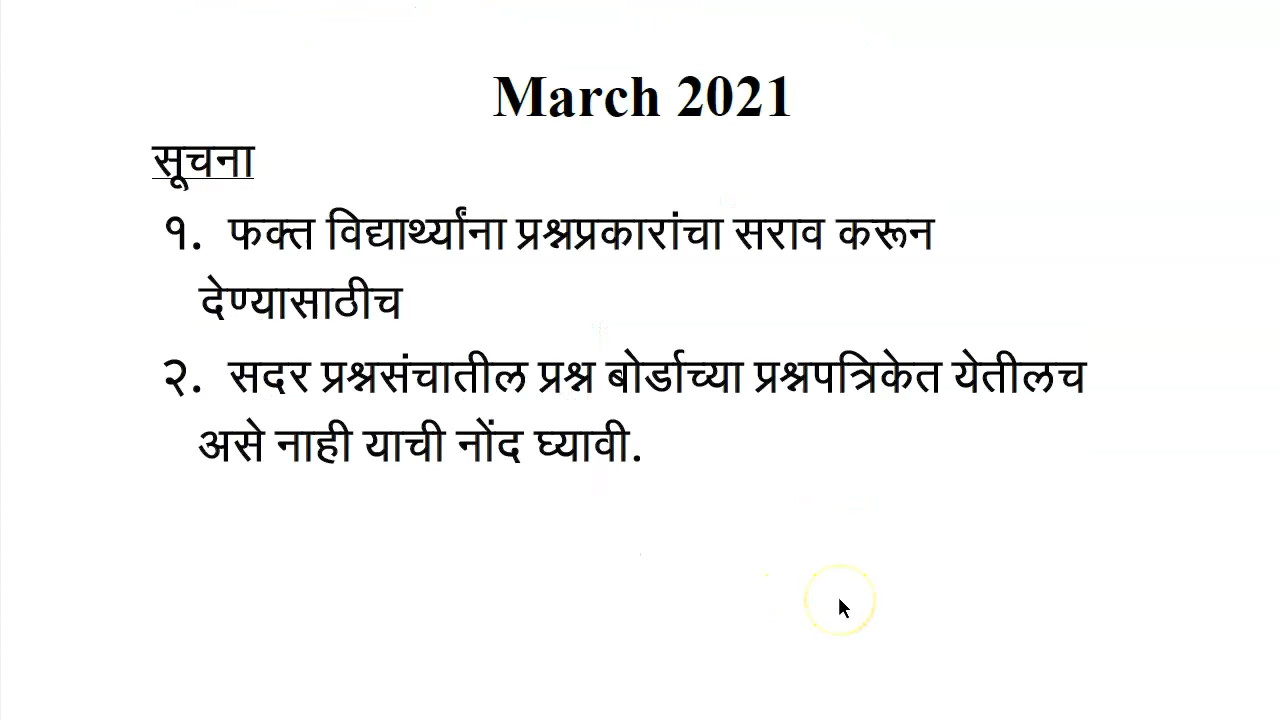 March 2021
सूचना
१. फक्त विद्यार्थ्यांना प्रश्नप्रकारांचा सराव करून
देण्यासाठीच
२. सदर प्रश्नसंचातील प्रश्न बोर्डाच्या प्रश्नपत्रिकेत येतीलच
असे नाही याची नोंद घ्यावी.